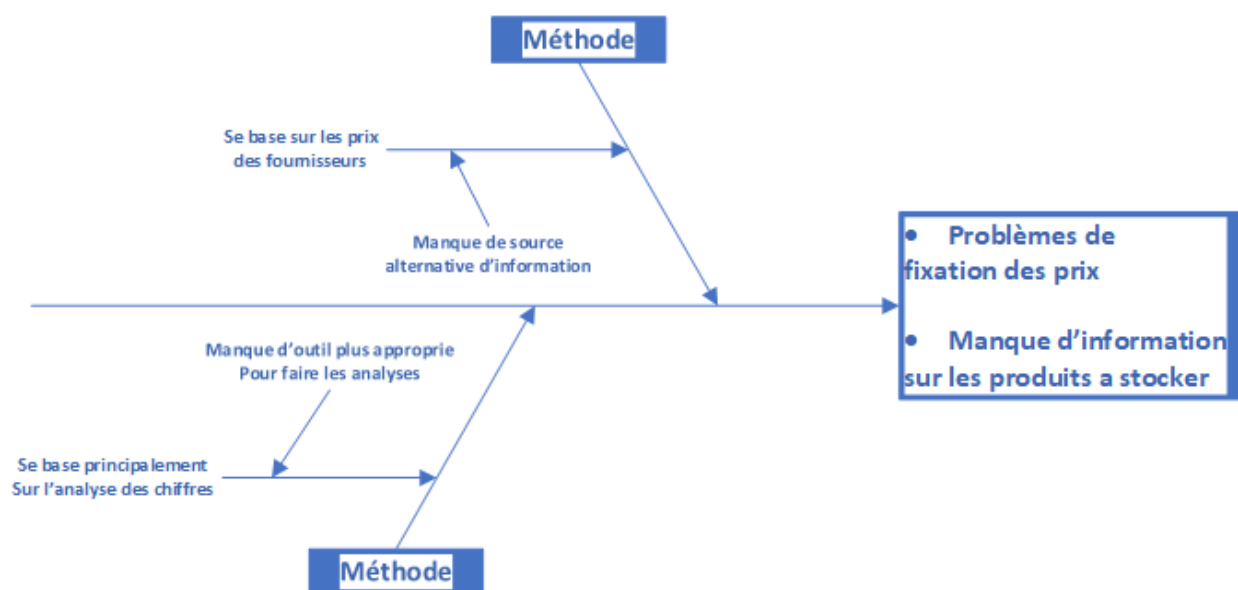 Méthode
Se base sur les prix
des fournisseurs
Manque de source
alternative d'information
• Problèmes de
fixation des prix
• Manque d'information
sur les produits a stocker
Manque d'outil plus approprie
Pour faire les analyses
Se base principalement
Sur l'analyse des chiffres
Méthode